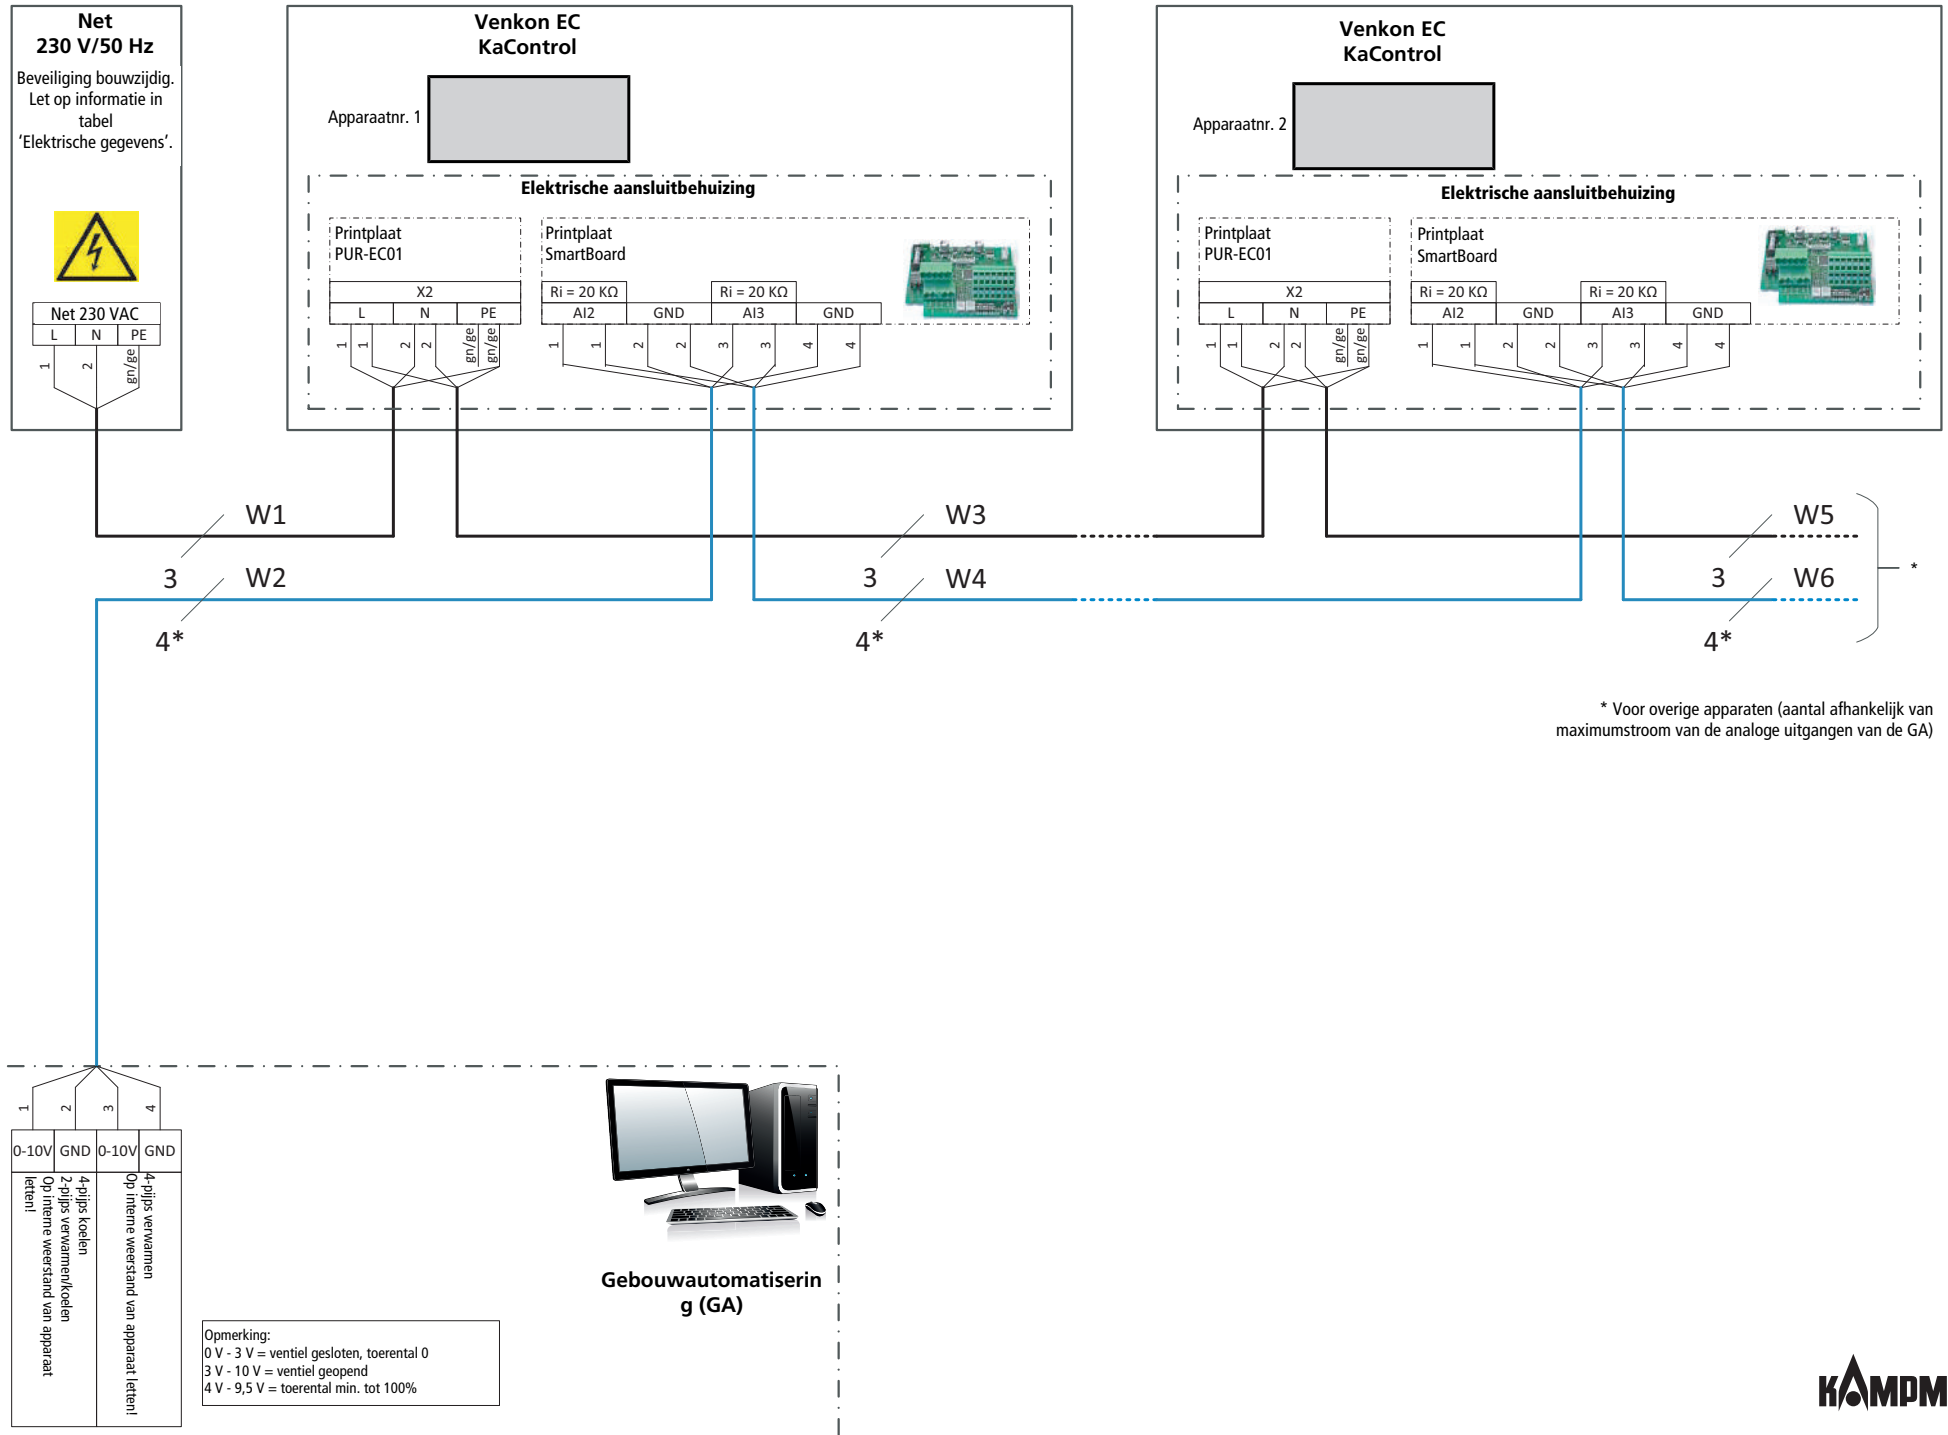 Net
230 V/50 Hz
Beveiliging bouwzijdig.
Let op informatie in
tabel
'Elektrische gegevens'.
Net 230 VAC
L N PE
1 2 gn/ge
Venkon EC
KaControl
Apparaatnr. 1
Elektrische aansluitbehuizing
Printplaat
PUR-EC01
X2
L N PE
1 1 2 2 gn/ge gn/ge
Printplaat
SmartBoard
Ri = 20 KΩ Ri = 20 KΩ
AI2 GND AI3 GND
1 1 2 2 3 3 4 4
Venkon EC
KaControl
Apparaatnr. 2
Elektrische aansluitbehuizing
Printplaat
PUR-EC01
X2
L N PE
1 1 2 2 gn/ge gn/ge
Printplaat
SmartBoard
Ri = 20 KΩ Ri = 20 KΩ
AI2 GND AI3 GND
1 1 2 2 3 3 4 4
W1 W3 W5
3 W2 3 W4 3 W6 *
4* 4* 4*
* Voor overige apparaten (aantal afhankelijk van
maximumstroom van de analoge uitgangen van de GA)
1 2 3 4
0-10V GND 0-10V GND
4-pijps koelen
2-pijps verwarmen/koelen
Op interne weerstand van apparaat
letten!
4-pijps verwarmen
Op interne weerstand van apparaat letten!
Gebouwautomatiserin
g (GA)
Opmerking:
0 V - 3 V = ventiel gesloten, toerental 0
3 V - 10 V = ventiel geopend
4 V - 9,5 V = toerental min. tot 100%
KAMPM